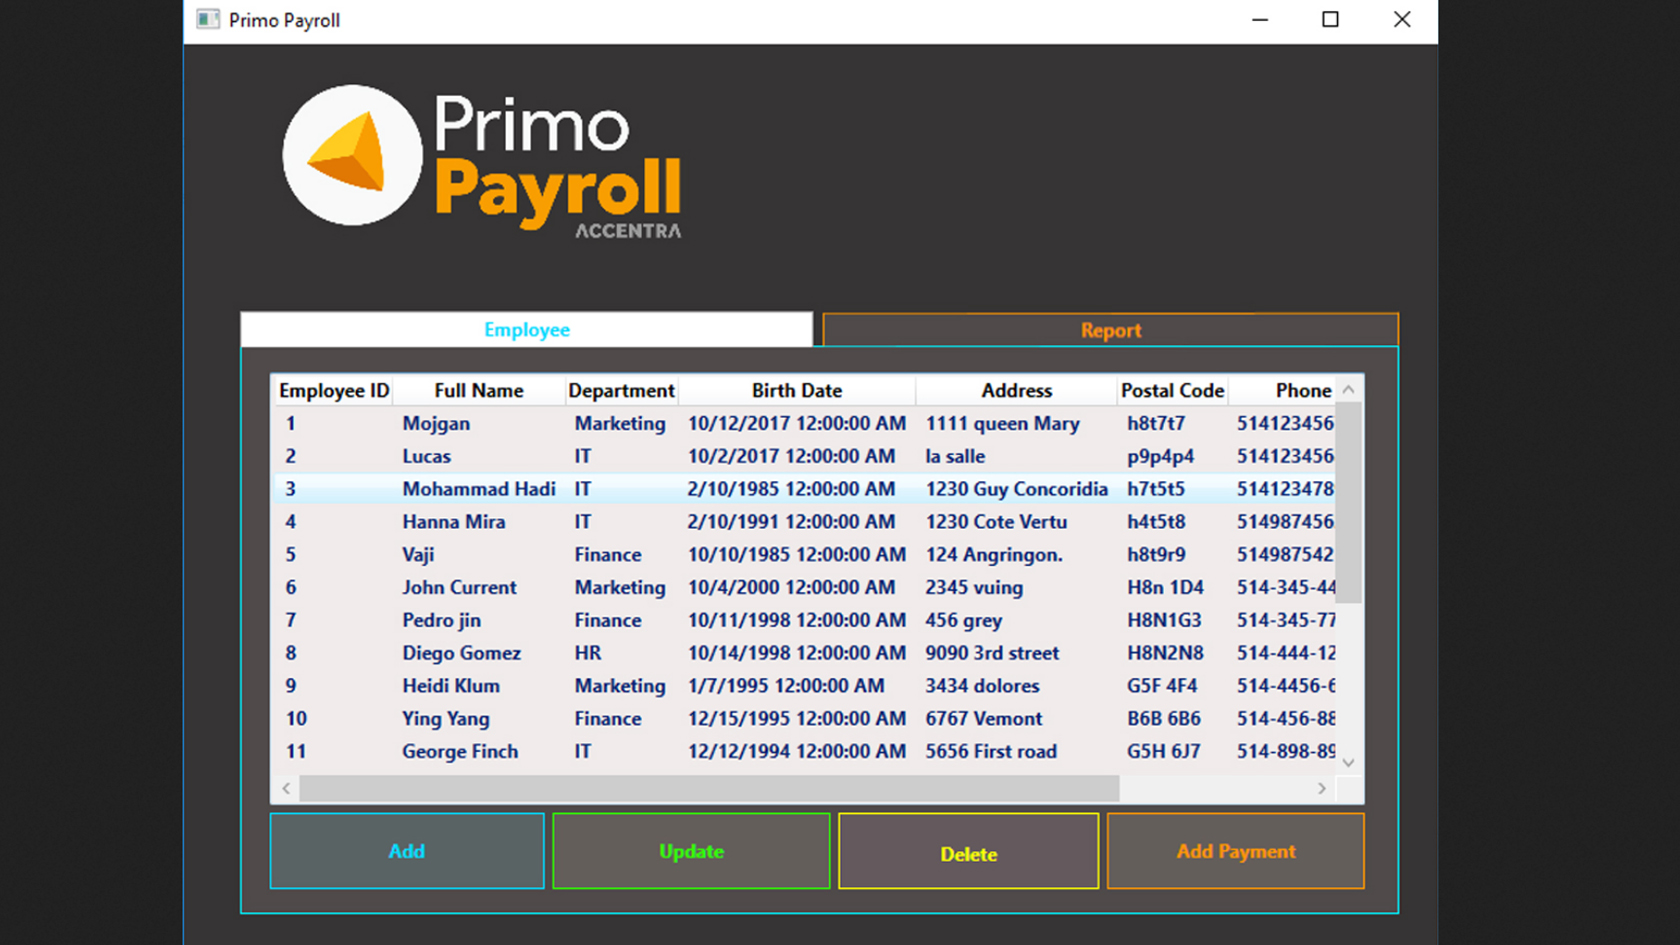 Primo Payroll
Primo
Payroll
ACCENTRA
Employee Report
Employee ID Full Name Department Birth Date Address Postal Code Phone
1 Mojgan Marketing 10/12/2017 12:00:00 AM 1111 queen Mary h8t7t7 514123456
2 Lucas IT 10/2/2017 12:00:00 AM la salle p9p4p4 514123456
3 Mohammad Hadi IT 2/10/1985 12:00:00 AM 1230 Guy Concoridia h7t5t5 514123478
4 Hanna Mira IT 2/10/1991 12:00:00 AM 1230 Cote Vertu h4t5t8 514987456
5 Vaji Finance 10/10/1985 12:00:00 AM 124 Angringon. h8t9r9 514987542
6 John Current Marketing 10/4/2000 12:00:00 AM 2345 vuing H8n 1D4 514-345-44
7 Pedro jin Finance 10/11/1998 12:00:00 AM 456 grey H8N1G3 514-345-77
8 Diego Gomez HR 10/14/1998 12:00:00 AM 9090 3rd street H8N2N8 514-444-12
9 Heidi Klum Marketing 1/7/1995 12:00:00 AM 3434 dolores G5F 4F4 514-4456-6
10 Ying Yang Finance 12/15/1995 12:00:00 AM 6767 Vemont B6B 6B6 514-456-88
11 George Finch IT 12/12/1994 12:00:00 AM 5656 First road G5H 6J7 514-898-89
Add Update Delete Add Payment